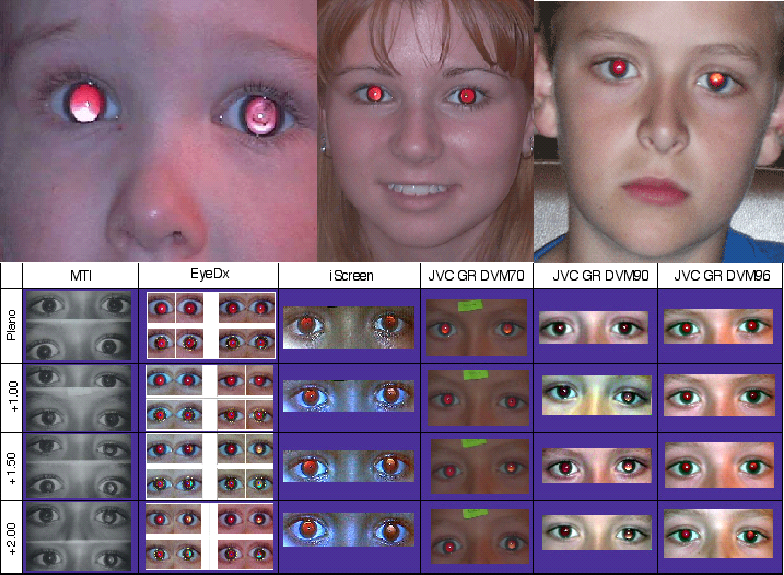 MTI EyeDx iScreen JVC GR DVM70 JVC GR DVM90 JVC GR DVM96
Plano
+1.00
+1.50
+2.00